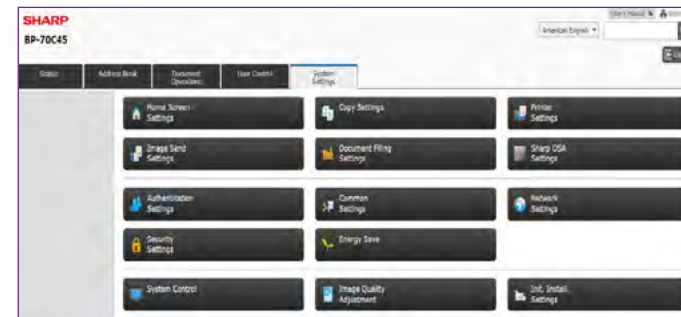 SHARP
User's Manual
BP-70C45
American English
Status
Address Book
Document
Operations
User Control
System
Settings
Home Screen
Settings
Copy Settings
Printer
Settings
Image Send
Settings
Document Filing
Settings
Sharp OSA
Settings
Authentication
Settings
Common
Settings
Network
Settings
Security
Settings
Energy Save
System Control
Image Quality
Adjustment
Init. Install.
Settings